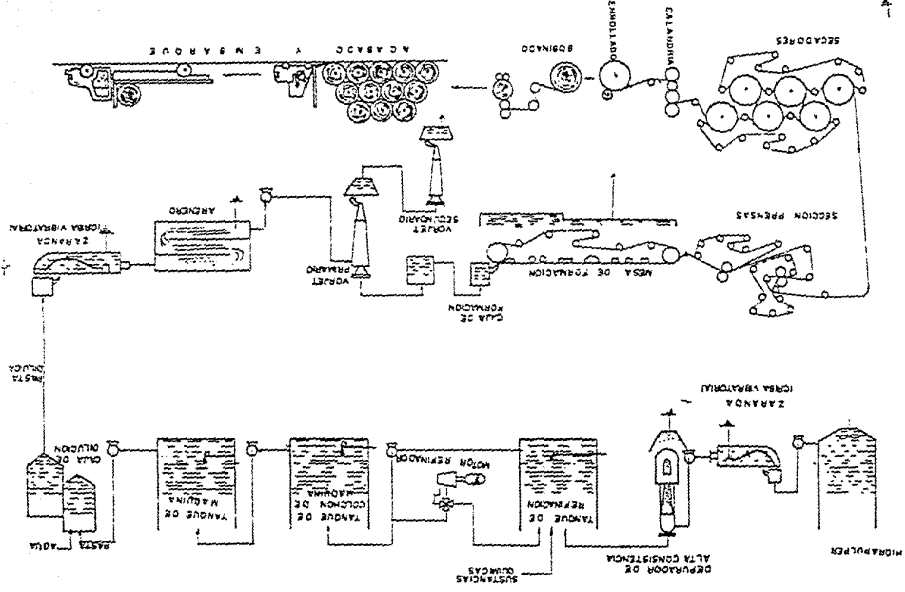 HIDRAPULPER
ZARANDA
(CRIBA VIBRATORIA)
DEPURADOR DE
ALTA CONSISTENCIA
SUSTANCIAS
QUIMICAS
TANQUE DE
REFINACION
MOTOR REFINADOR
TANQUE DE
COLCHON DE
MAQUINA
TANQUE DE
MAQUINA
PASTA
AGUA
CAJA DE
DILUCION
PASTA
DILUIDA
ZARANDA
(CRIBA VIBRATORIA)
ARENERO
VORJET
PRIMARIO
VORJET
SECUNDARIO
CAJA DE
FORMACION
MESA DE FORMACION
SECCION PRENSAS
SECADORES
CALANDRIA
ENROLLADO
BOBINADO
ACABADO Y EMBARQUE